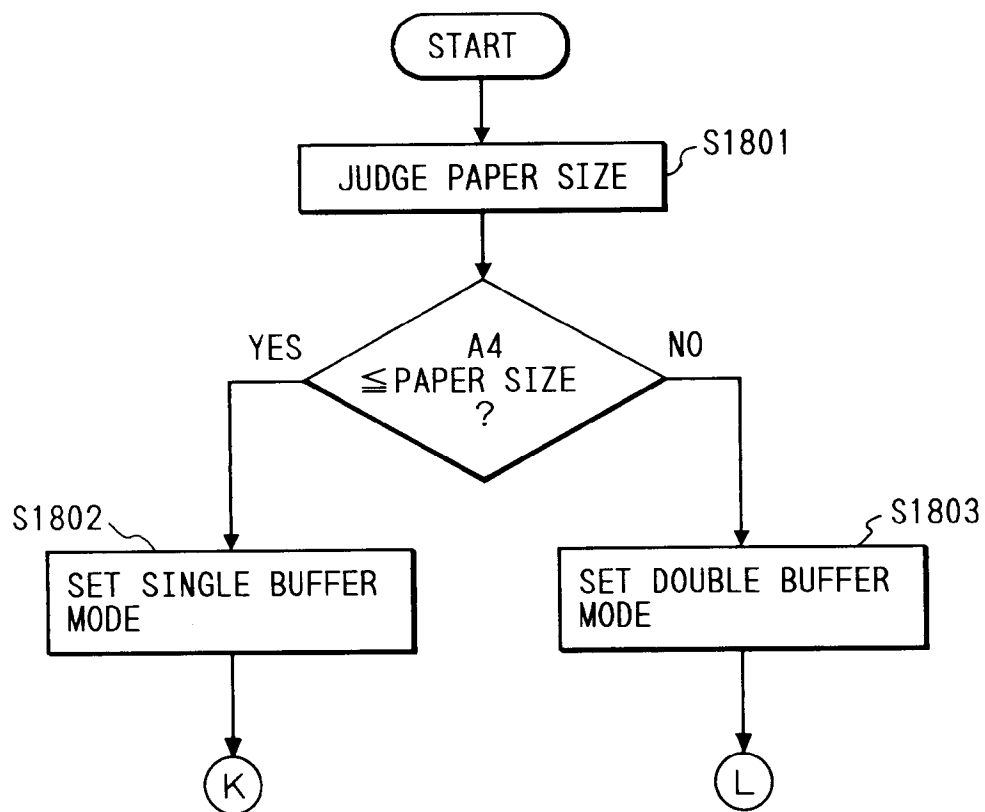 START
S1801
JUDGE PAPER SIZE
YES
A4
≦PAPER SIZE
?
NO
S1802
SET SINGLE BUFFER
MODE
S1803
SET DOUBLE BUFFER
MODE
K
L